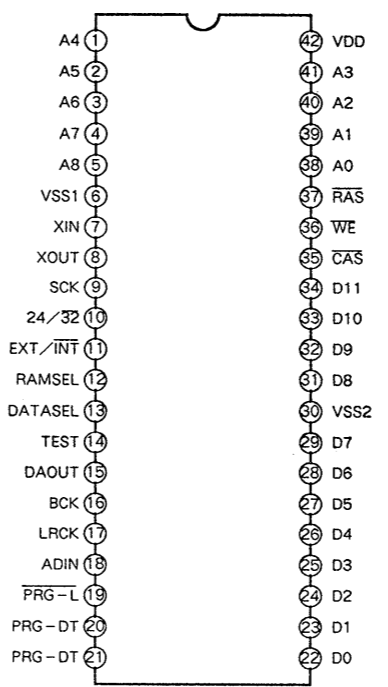 A4 1 42 VDD
A5 2 41 A3
A6 3 40 A2
A7 4 39 A1
A8 5 38 A0
VSS1 6 37 RAS
XIN 7 36 WE
XOUT 8 35 CAS
SCK 9 34 D11
24/32 10 33 D10
EXT/INT 11 32 D9
RAMSEL 12 31 D8
DATASEL 13 30 VSS2
TEST 14 29 D7
DAOUT 15 28 D6
BCK 16 27 D5
LRCK 17 26 D4
ADIN 18 25 D3
PRG-L 19 24 D2
PRG-DT 20 23 D1
PRG-DT 21 22 D0